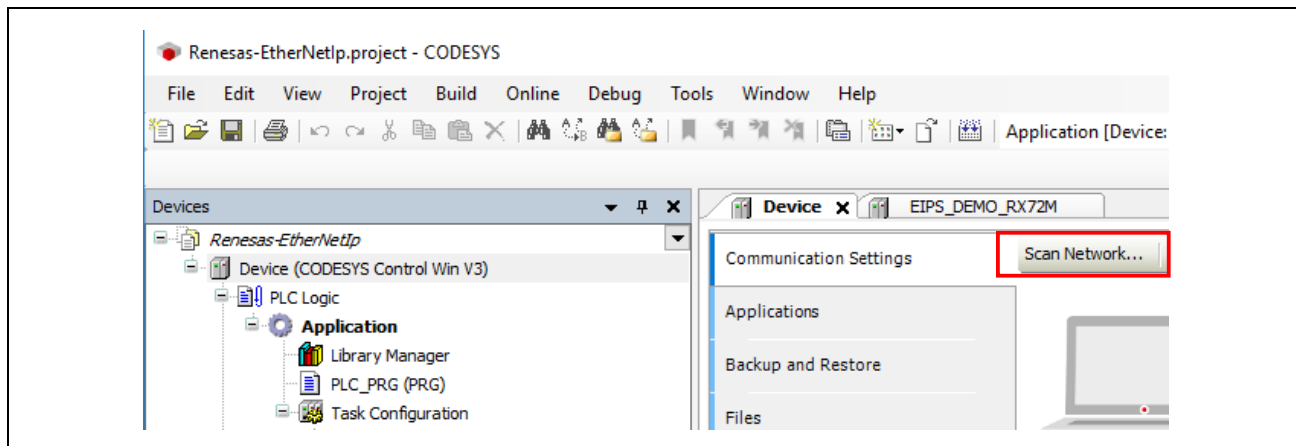 Renesas-EtherNetIp.project - CODESYS
File Edit View Project Build Online Debug Tools Window Help
Application [Device:
Devices
Device
EIPS_DEMO_RX72M
Renesas-EtherNetIp
Device (CODESYS Control Win V3)
PLC Logic
Application
Library Manager
PLC_PRG (PRG)
Task Configuration
Communication Settings
Scan Network...
Applications
Backup and Restore
Files